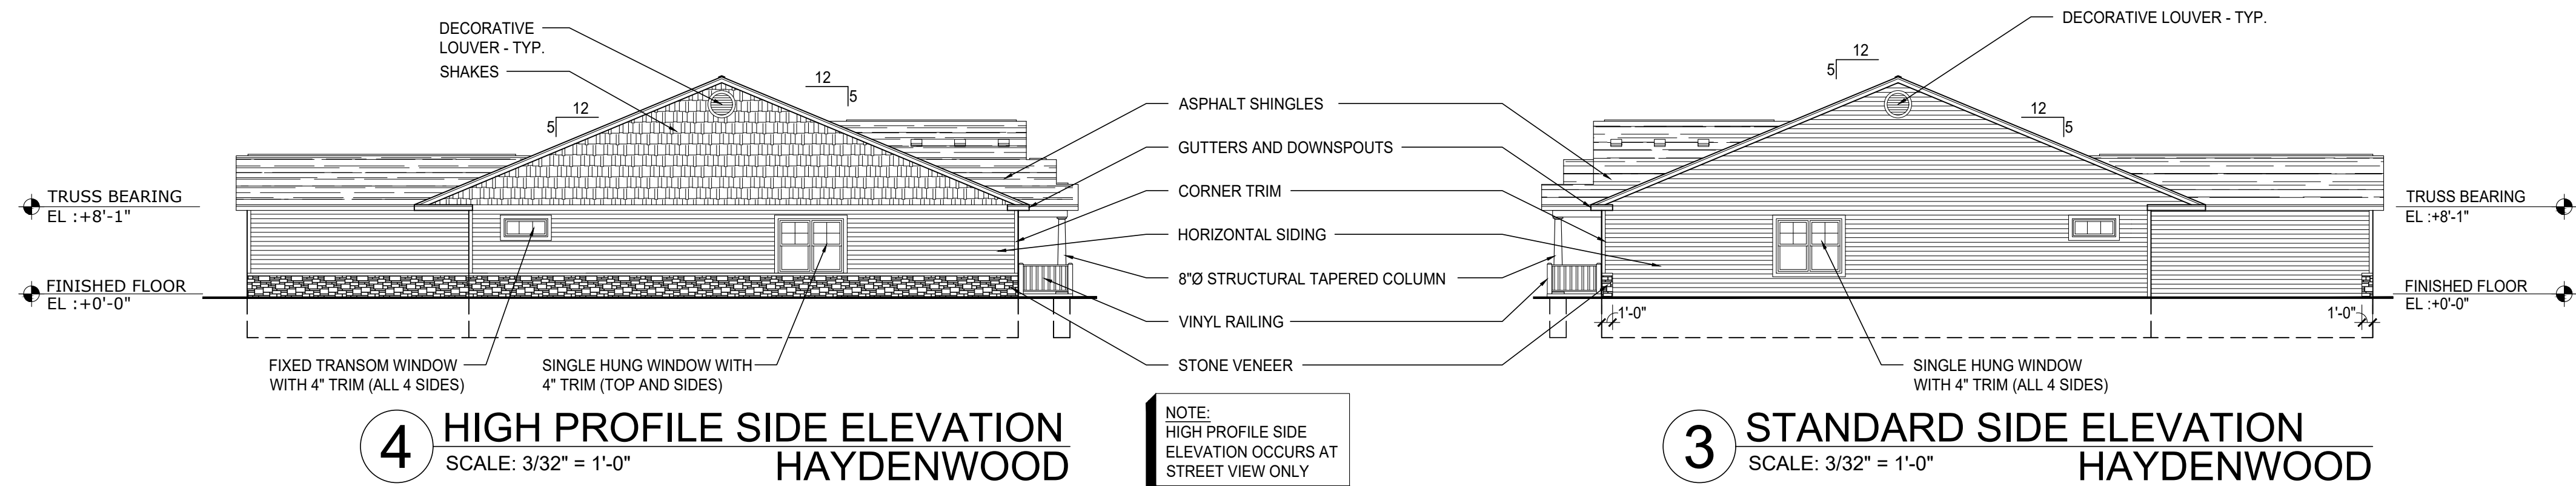 DECORATIVE
LOUVER - TYP.
SHAKES
12
5
12
5
TRUSS BEARING
EL :+8'-1"
FINISHED FLOOR
EL :+0'-0"
FIXED TRANSOM WINDOW
WITH 4" TRIM (ALL 4 SIDES)
SINGLE HUNG WINDOW WITH
4" TRIM (TOP AND SIDES)
4
HIGH PROFILE SIDE ELEVATION
SCALE: 3/32" = 1'-0"
HAYDENWOOD
ASPHALT SHINGLES
GUTTERS AND DOWNSPOUTS
CORNER TRIM
HORIZONTAL SIDING
8"Ø STRUCTURAL TAPERED COLUMN
VINYL RAILING
STONE VENEER
NOTE:
HIGH PROFILE SIDE
ELEVATION OCCURS AT
STREET VIEW ONLY
DECORATIVE LOUVER - TYP.
12
5
12
5
TRUSS BEARING
EL :+8'-1"
FINISHED FLOOR
EL :+0'-0"
1'-0"
1'-0"
SINGLE HUNG WINDOW
WITH 4" TRIM (ALL 4 SIDES)
3
STANDARD SIDE ELEVATION
SCALE: 3/32" = 1'-0"
HAYDENWOOD